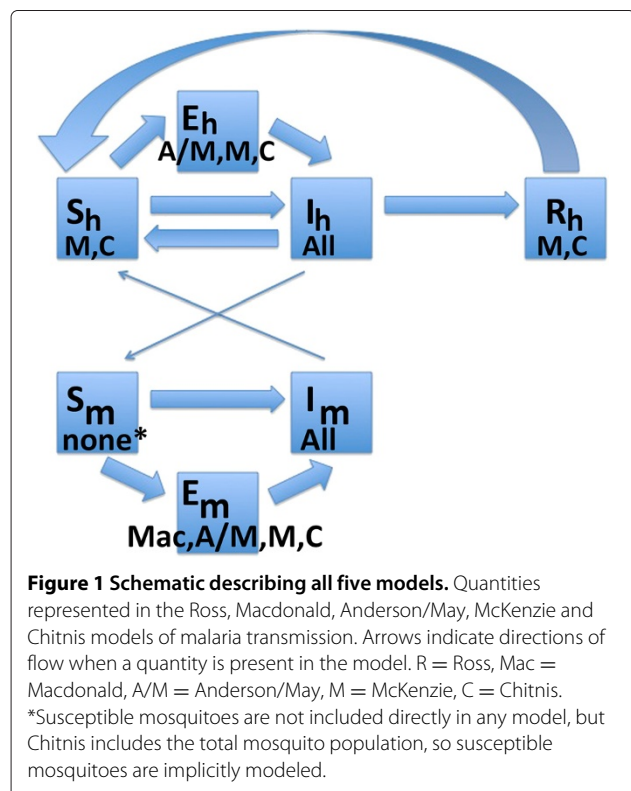 Eh
A/M,M,C
Sh
M,C
Ih
All
Rh
M,C
Sm
none*
Im
All
Em
Mac,A/M,M,C
Figure 1 Schematic describing all five models. Quantities
represented in the Ross, Macdonald, Anderson/May, McKenzie and
Chitnis models of malaria transmission. Arrows indicate directions of
flow when a quantity is present in the model. R = Ross, Mac =
Macdonald, A/M = Anderson/May, M = McKenzie, C = Chitnis.
*Susceptible mosquitoes are not included directly in any model, but
Chitnis includes the total mosquito population, so susceptible
mosquitoes are implicitly modeled.